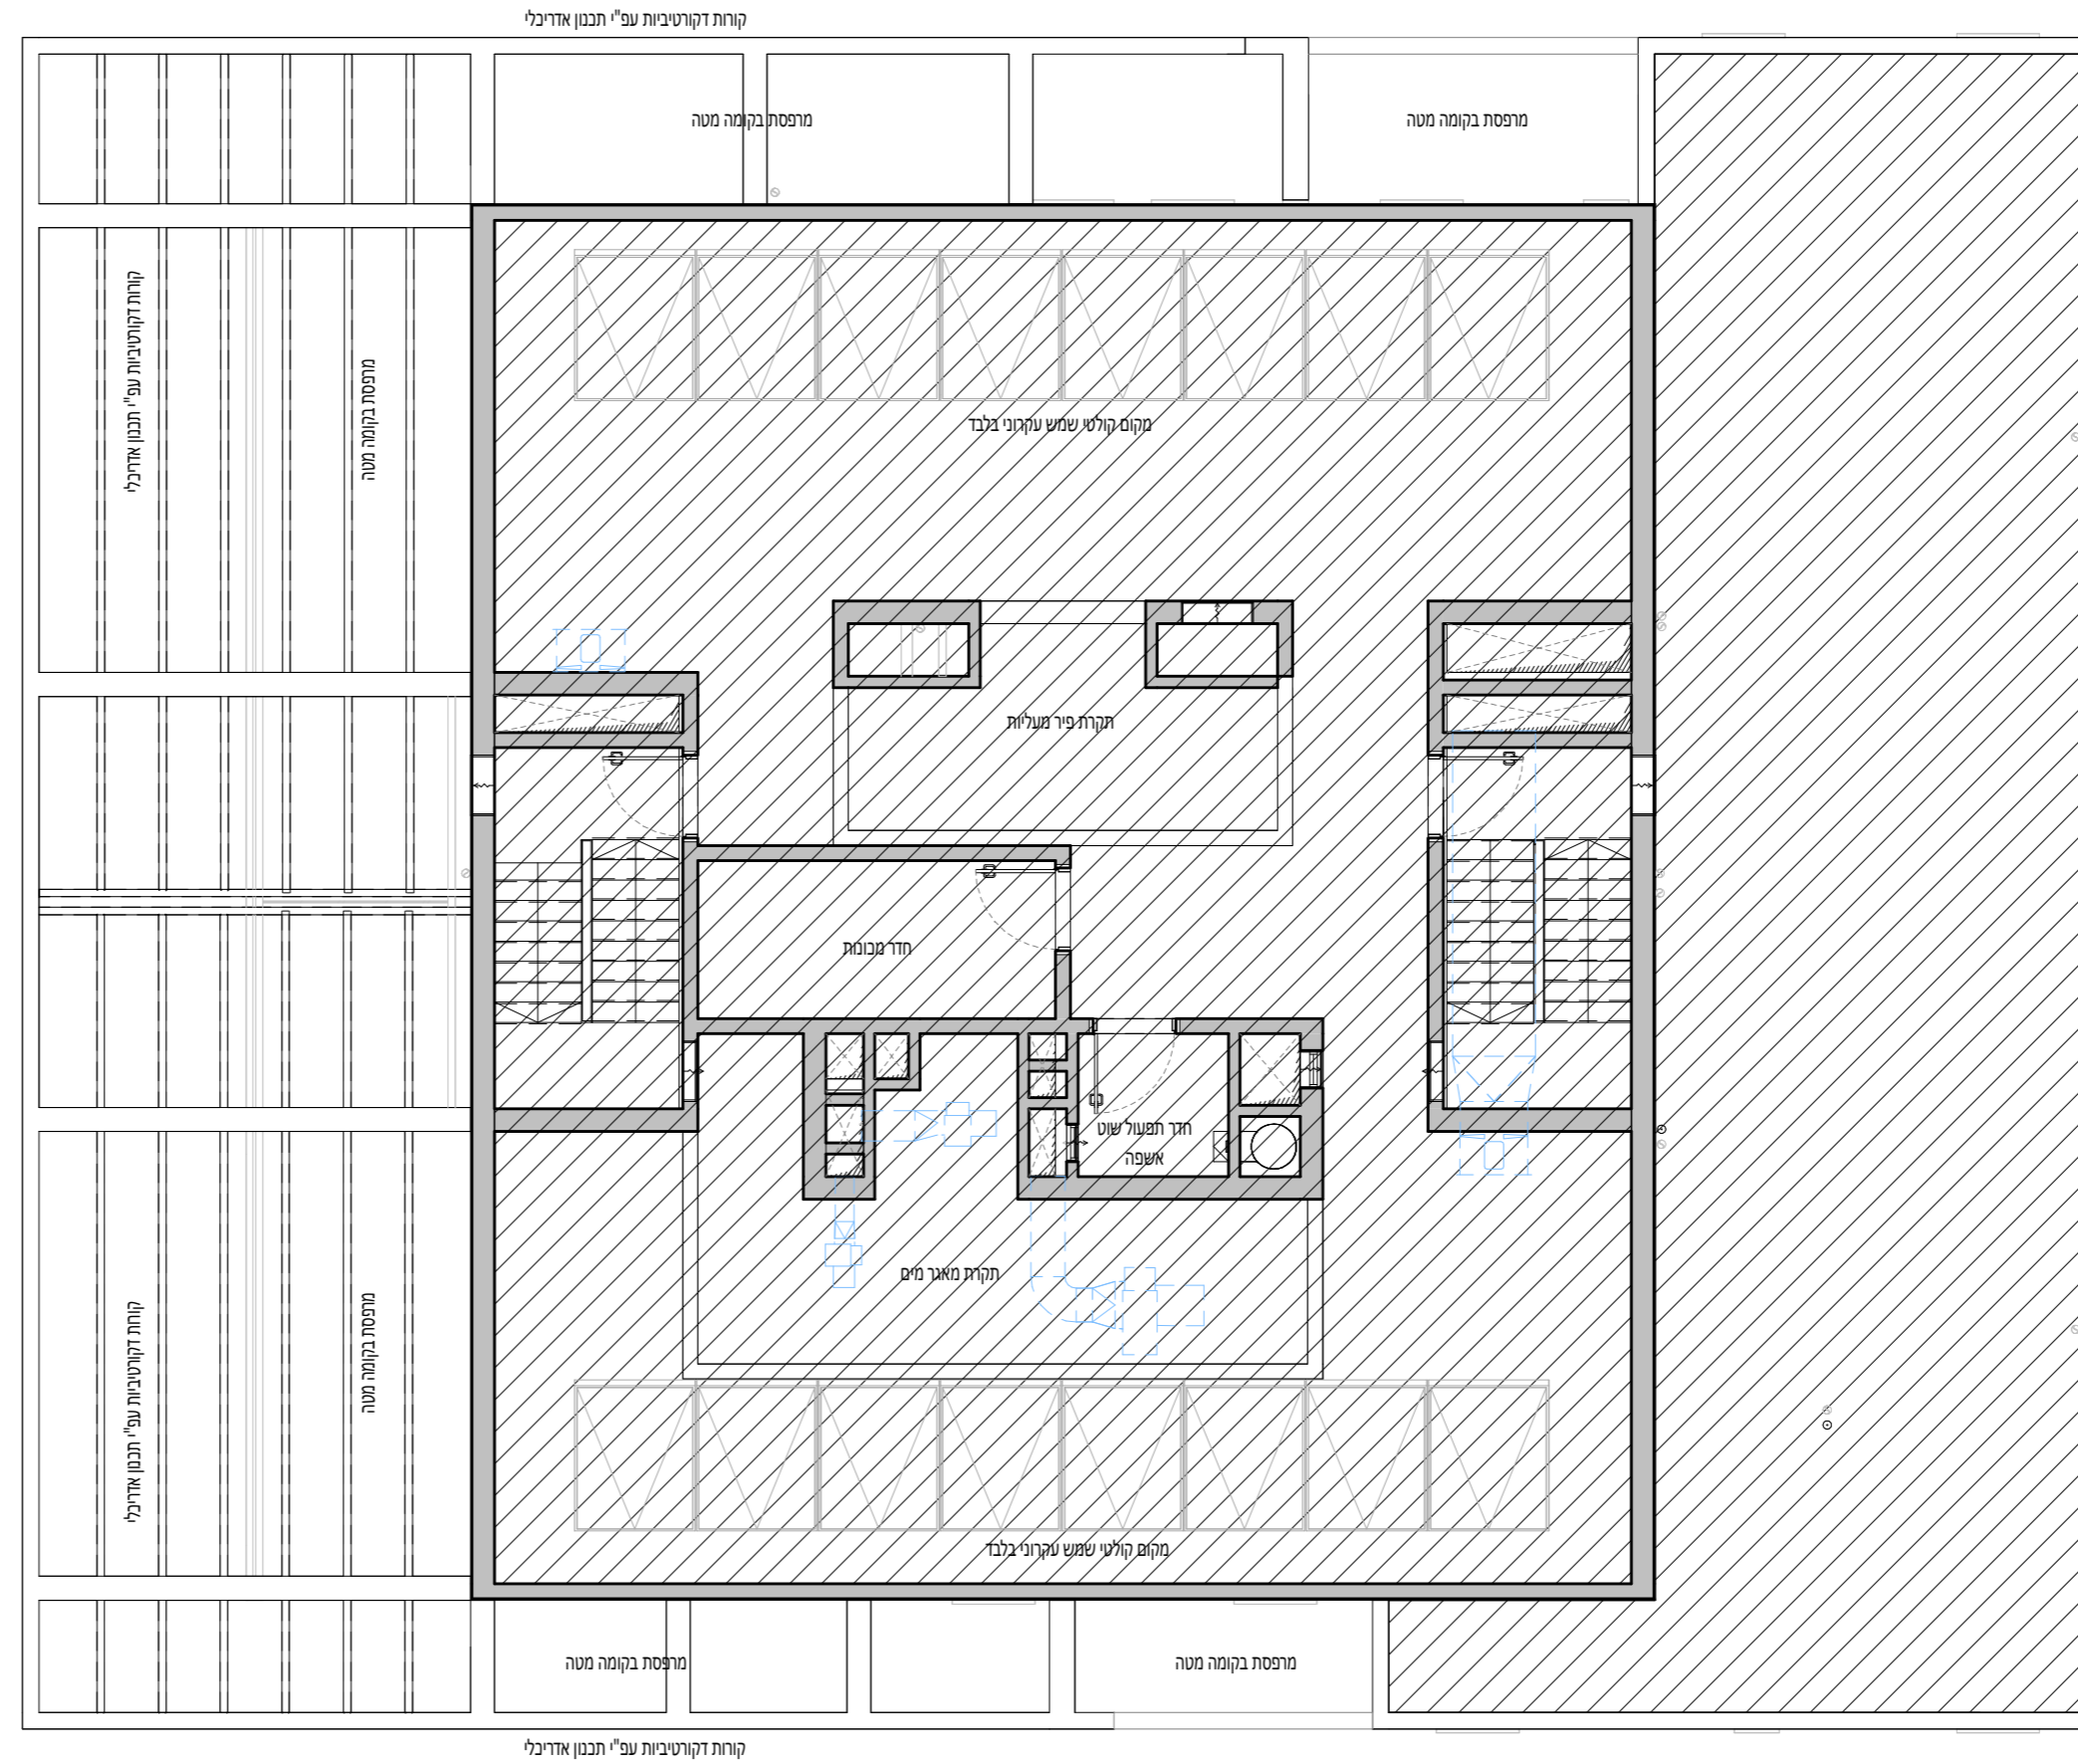 קורות דקורטיביות עפ"י תכנון אדריכלי
מרפסת בקומה מטה
מרפסת בקומה מטה
קורות דקורטיביות עפ"י תכנון אדריכלי
מרפסת בקומה מטה
מקום קולטי שמש עקרוני בלבד
תקרת פיר מעליות
חדר מכונות
חדר תפעול שוט
אשפה
תקרת מאגר מים
קורות דקורטיביות עפ"י תכנון אדריכלי
מרפסת בקומה מטה
מקום קולטי שמש עקרוני בלבד
מרפסת בקומה מטה
מרפסת בקומה מטה
קורות דקורטיביות עפ"י תכנון אדריכלי